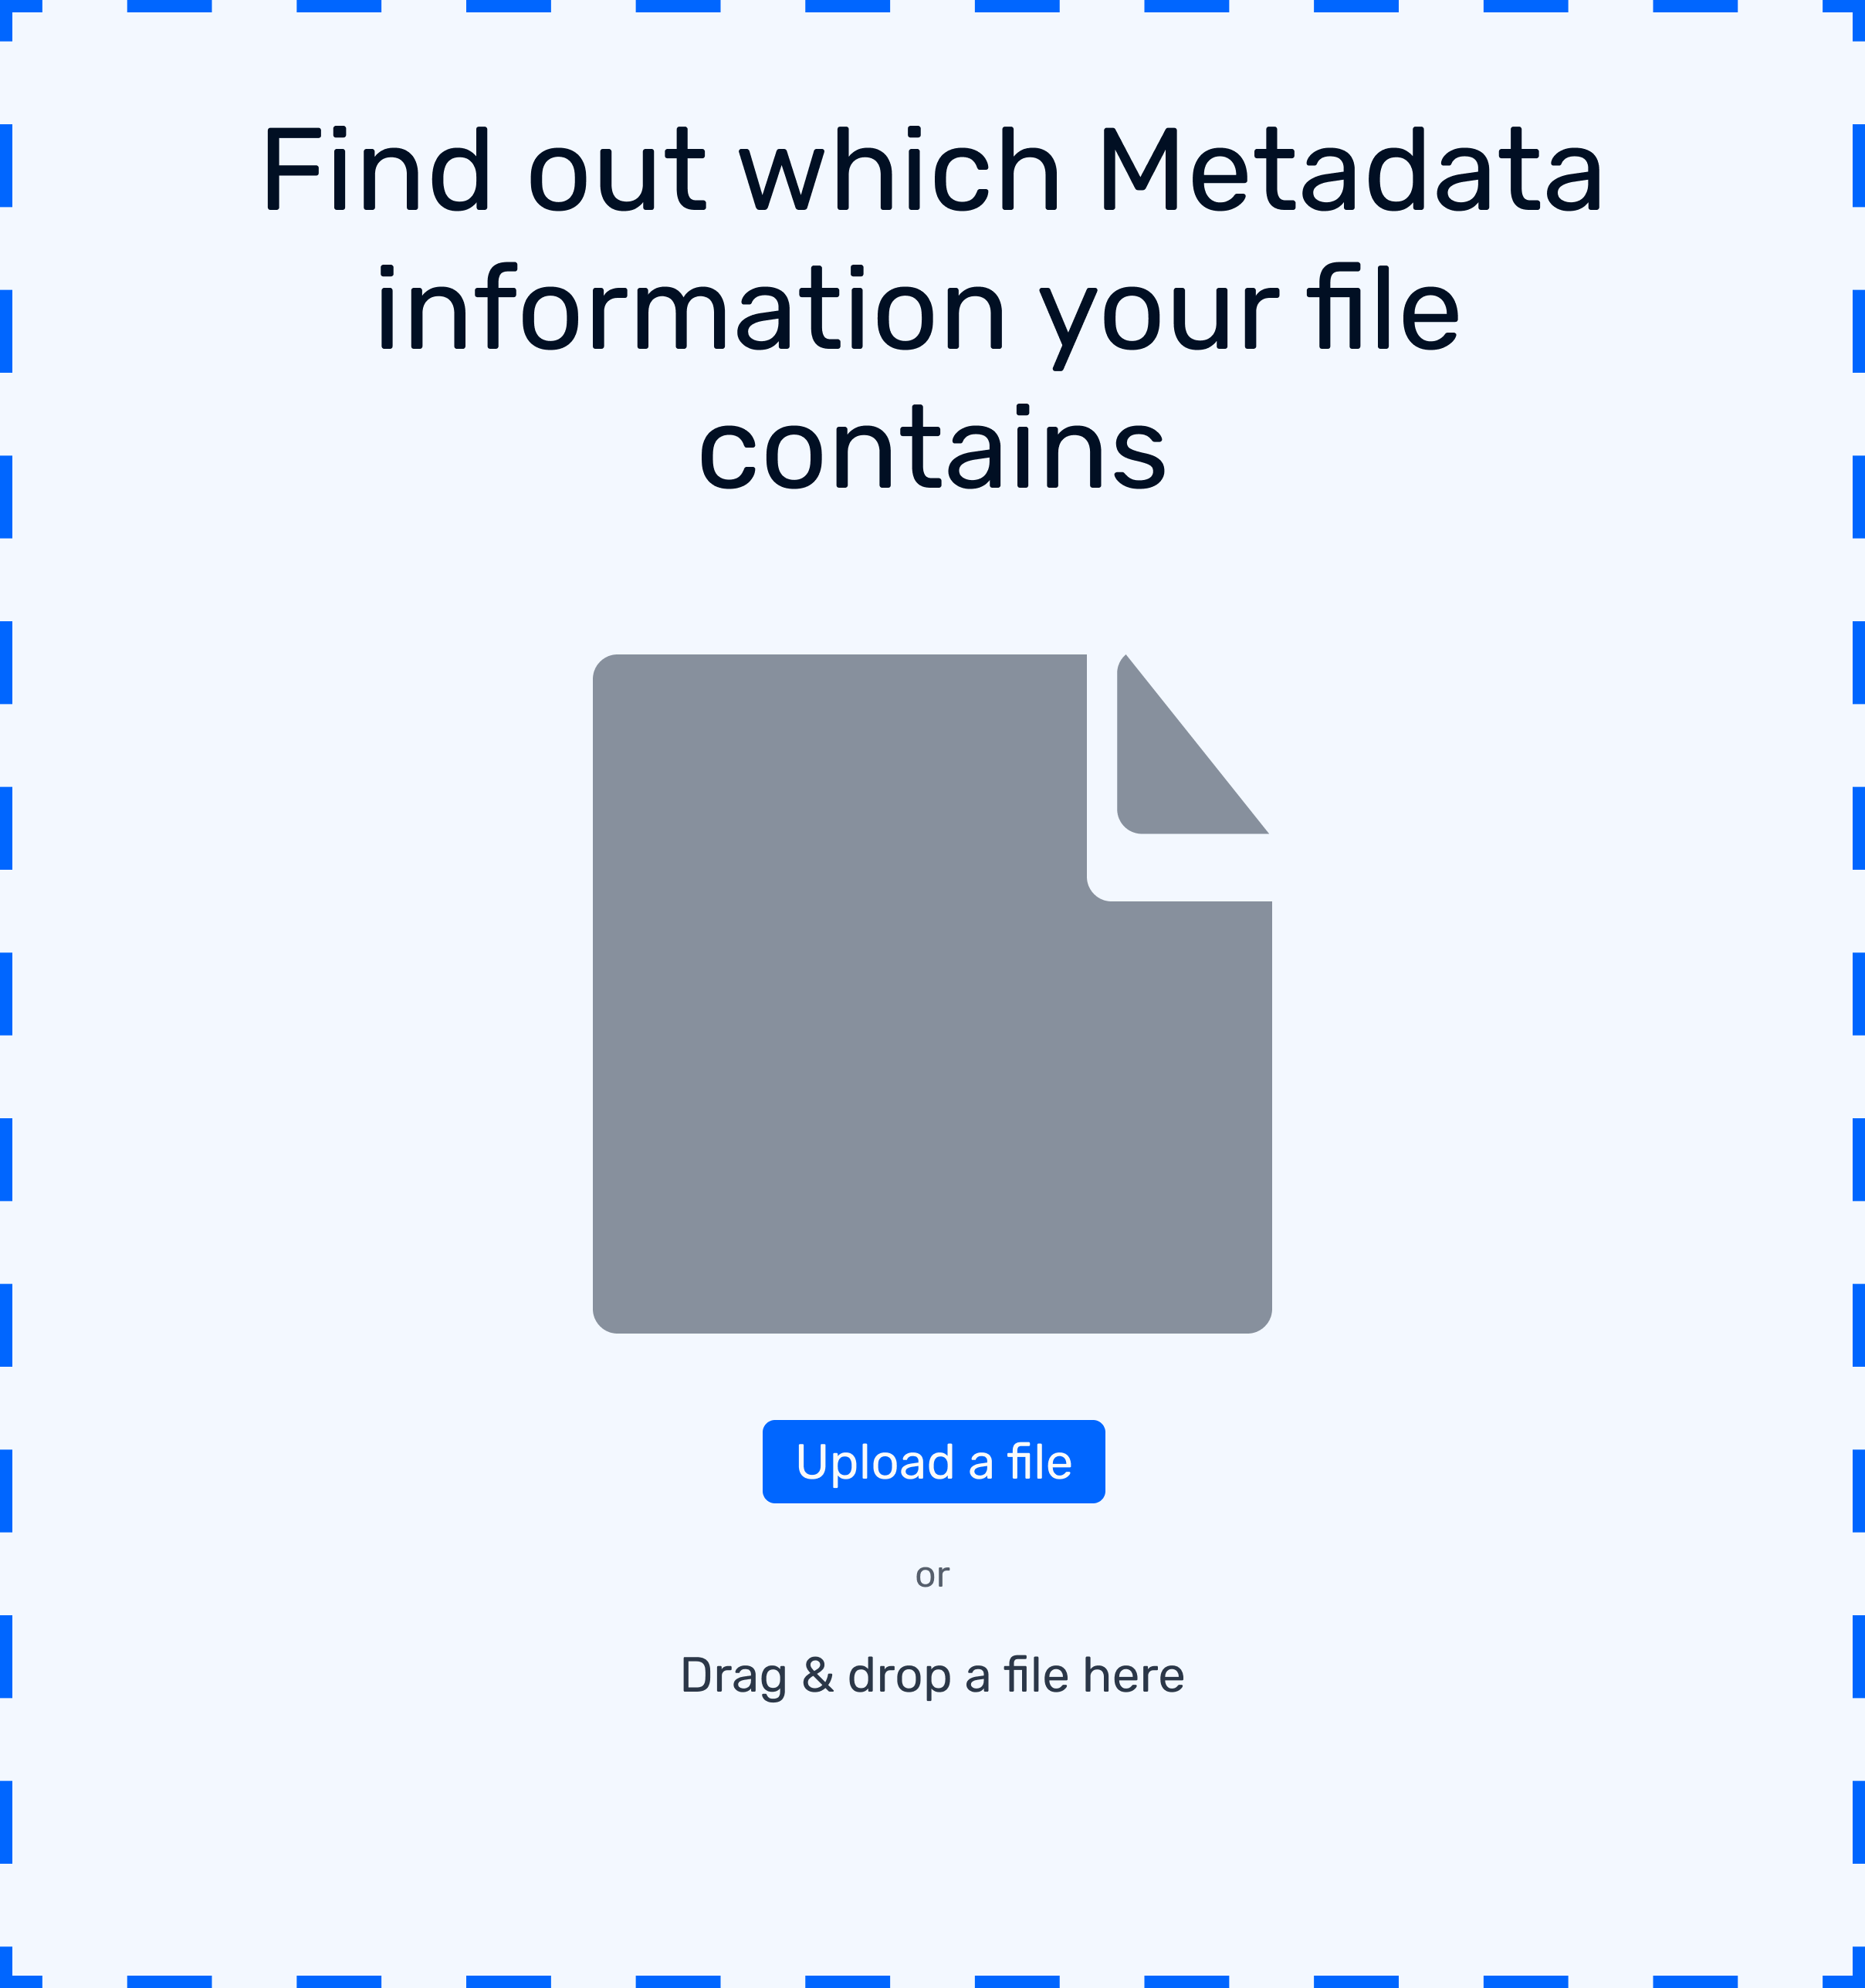 Find out which Metadata
information your file
contains
Upload a file
or
Drag & drop a file here